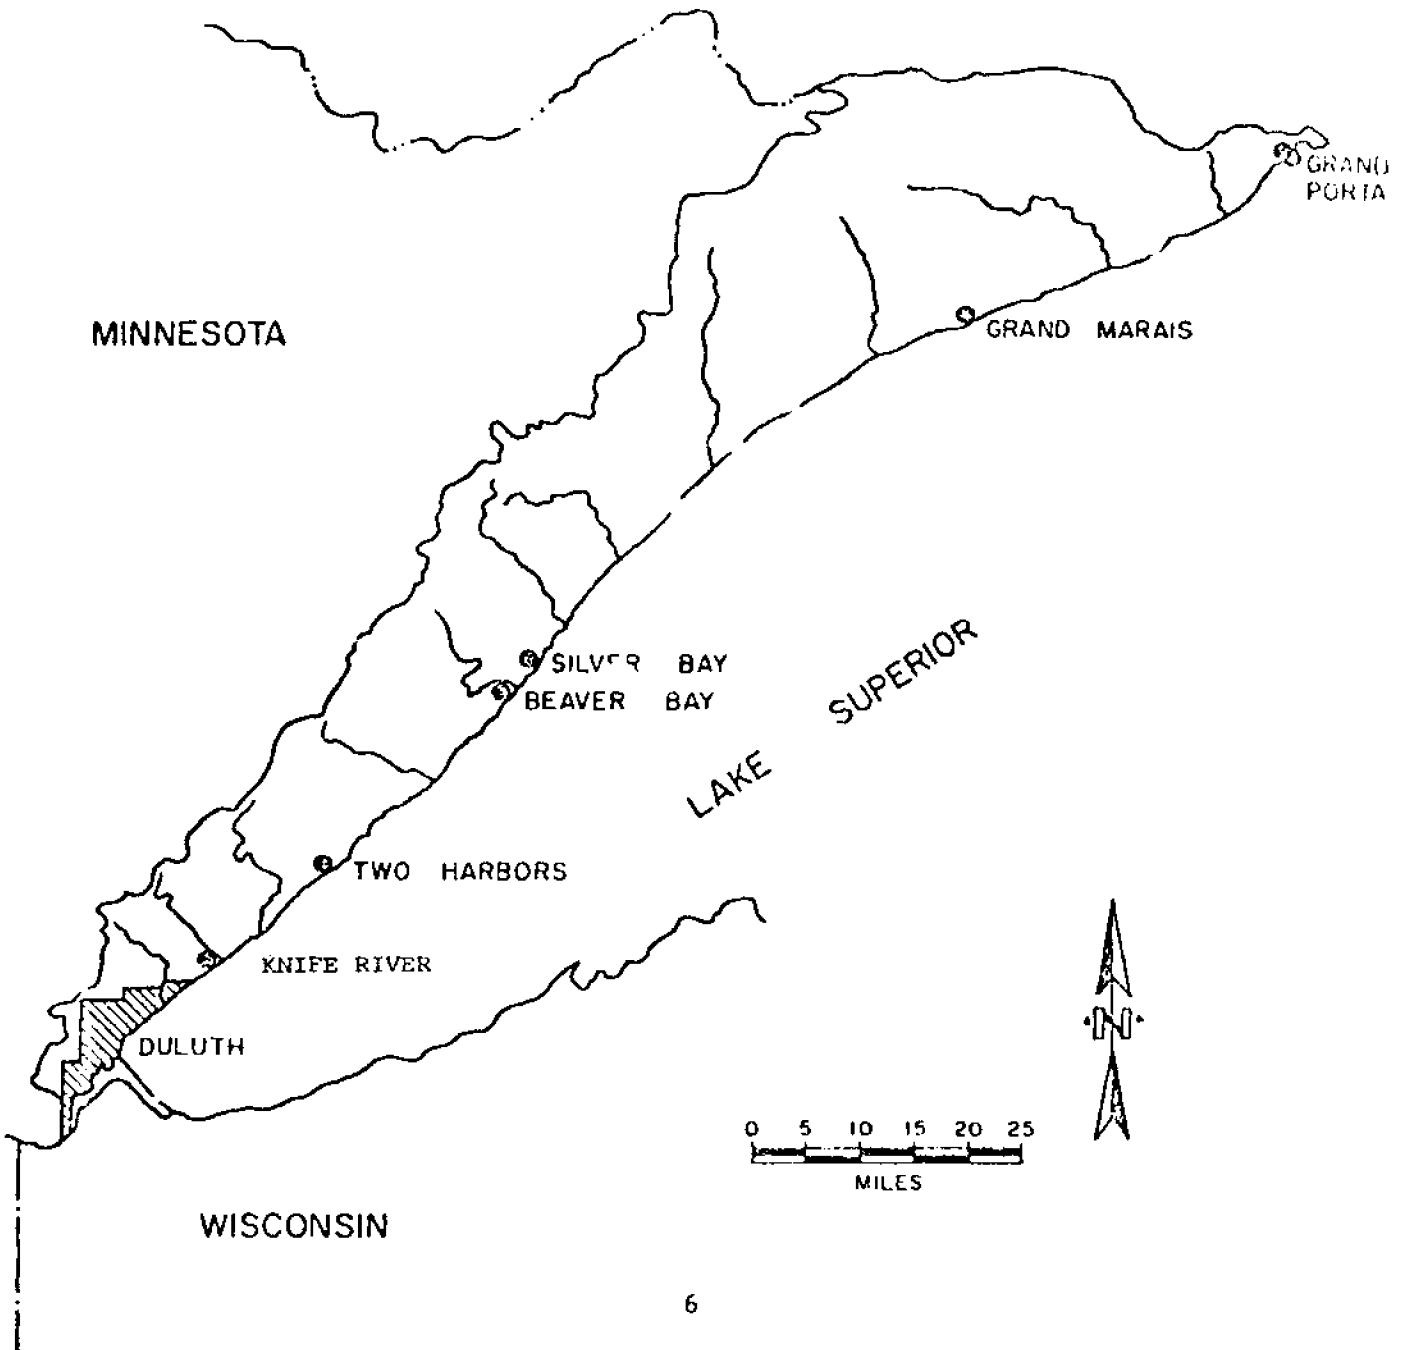 GRAND
PORTA
MINNESOTA
GRAND MARAIS
SILVER BAY
BEAVER BAY
LAKE SUPERIOR
TWO HARBORS
KNIFE RIVER
DULUTH
N
0 5 10 15 20 25
MILES
WISCONSIN
6